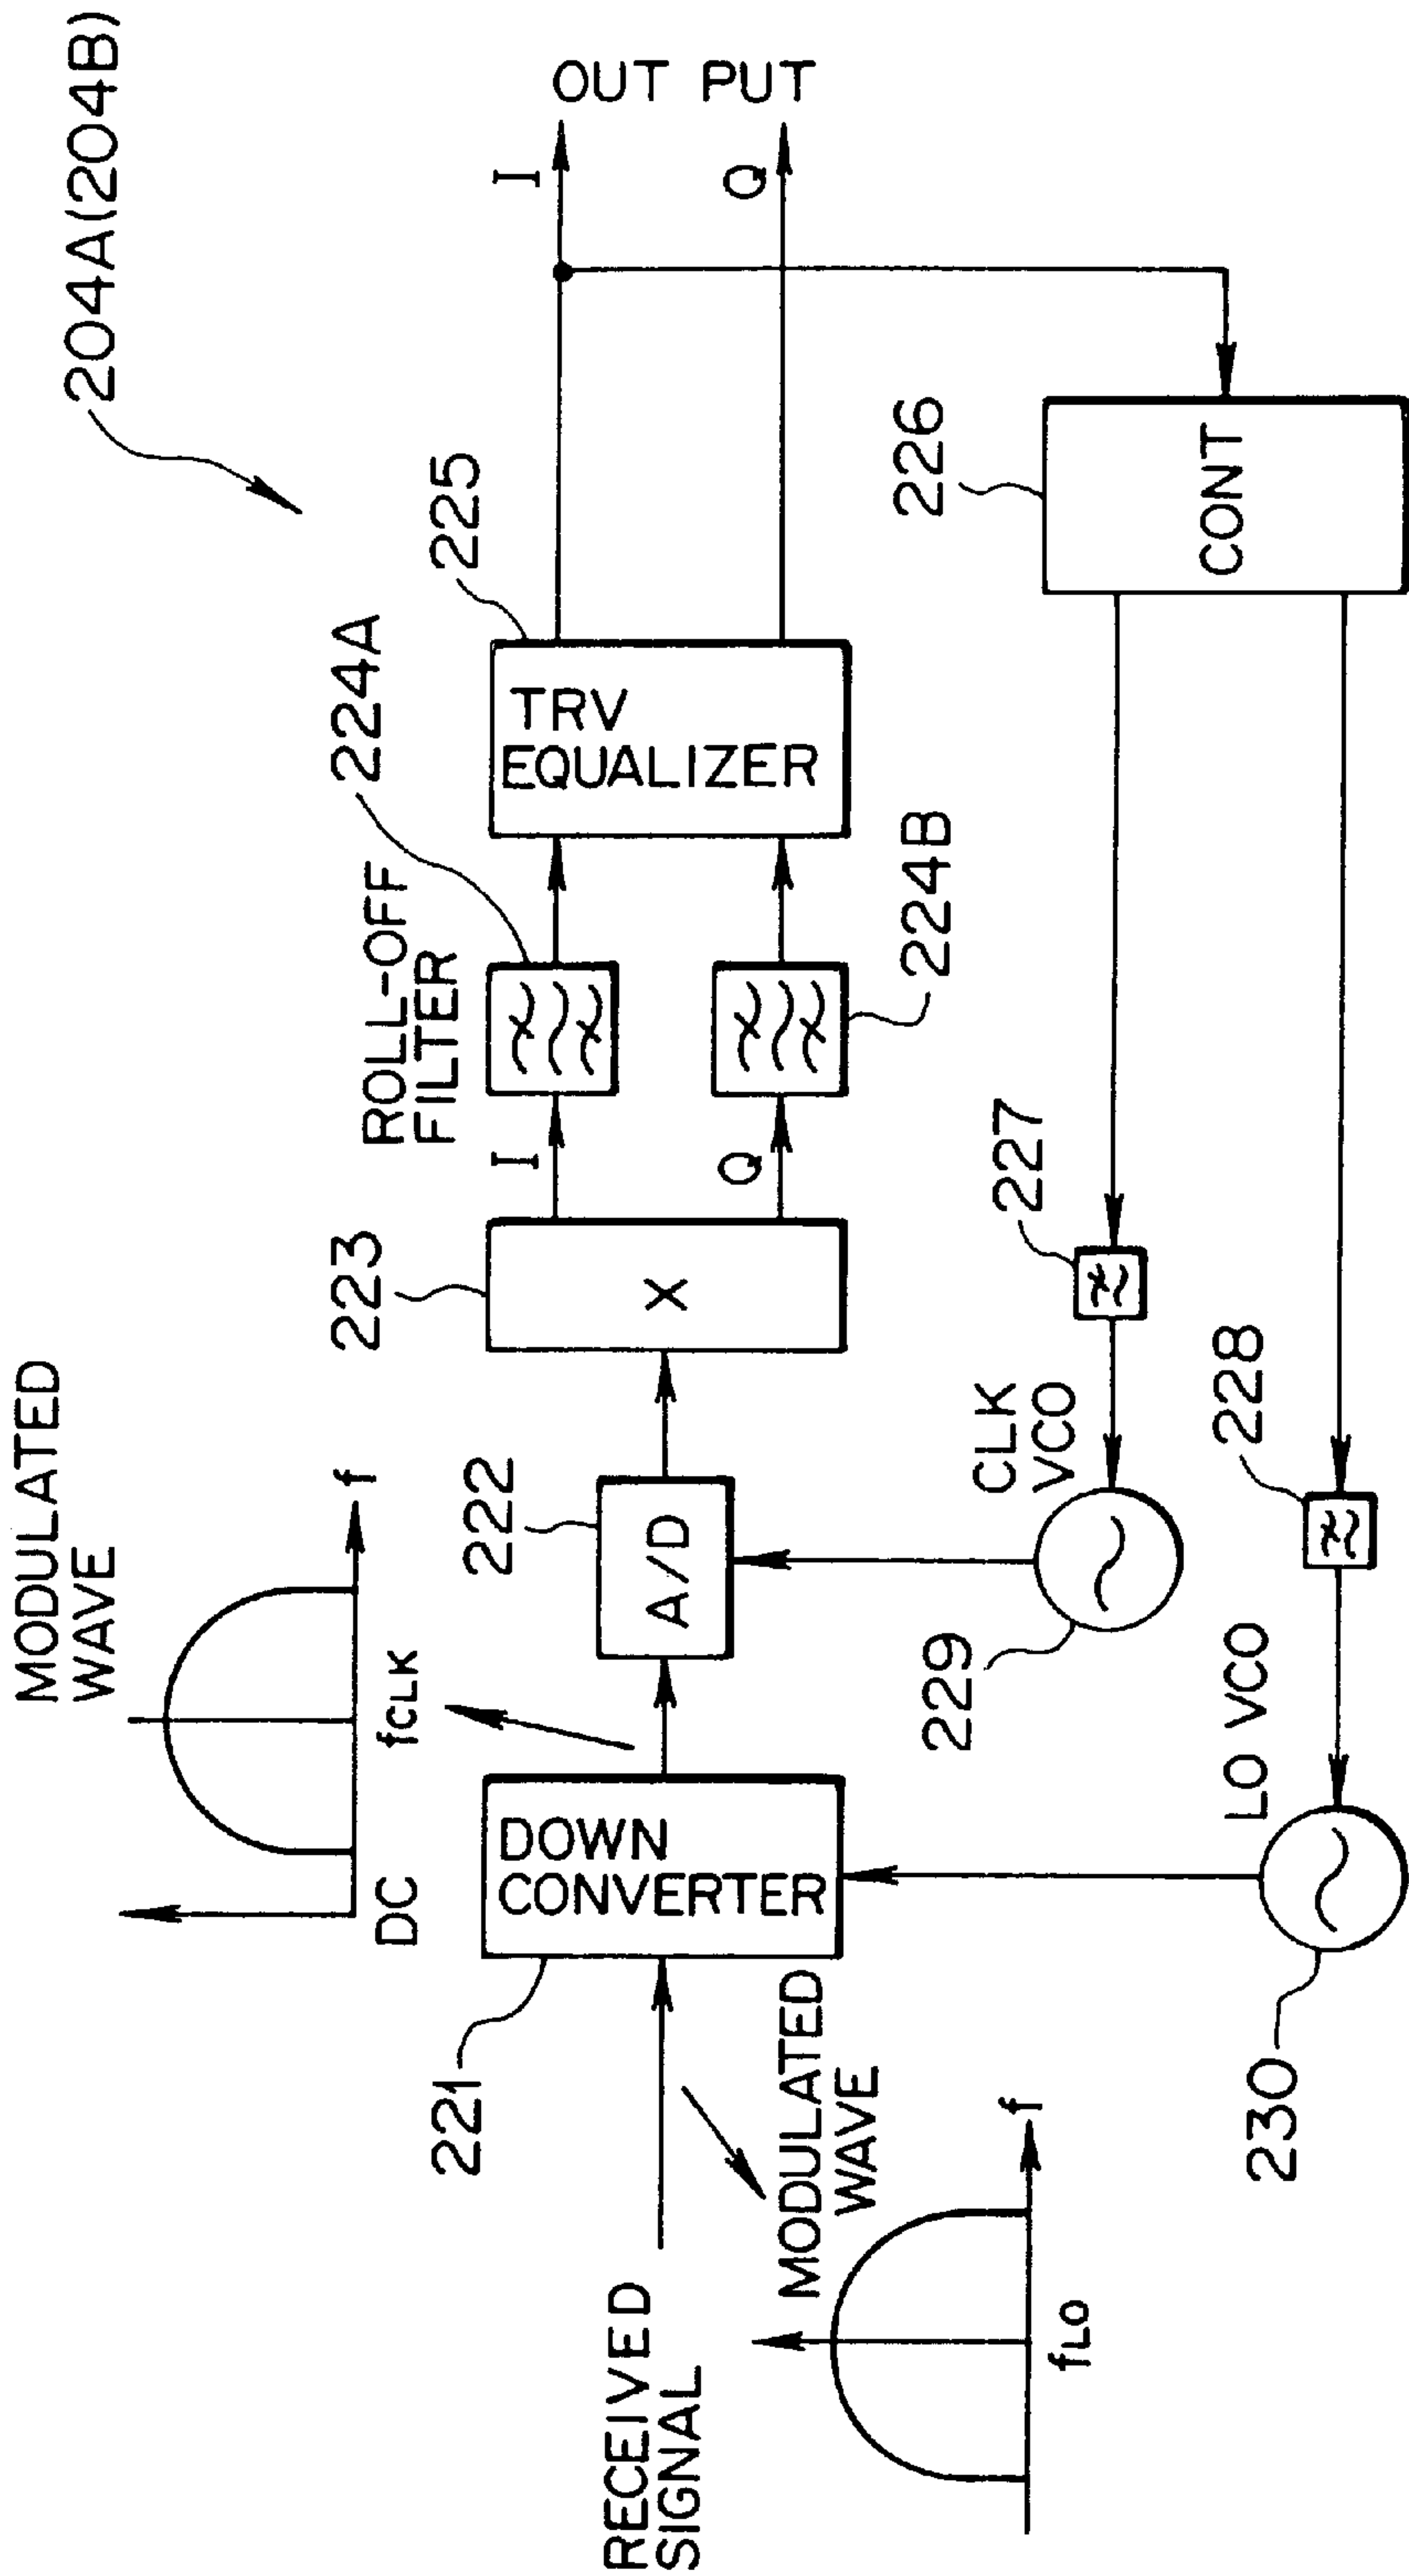 204A(204B)
MODULATED
WAVE
f
fCLK
DC
RECEIVED
SIGNAL
MODULATED
WAVE
f
fLO
221
DOWN
CONVERTER
222
A/D
223
X
I
Q
ROLL-OFF
FILTER
224A
224B
225
TRV
EQUALIZER
I
Q
OUT PUT
226
CONT
227
CLK
VCO
229
228
LO VCO
230